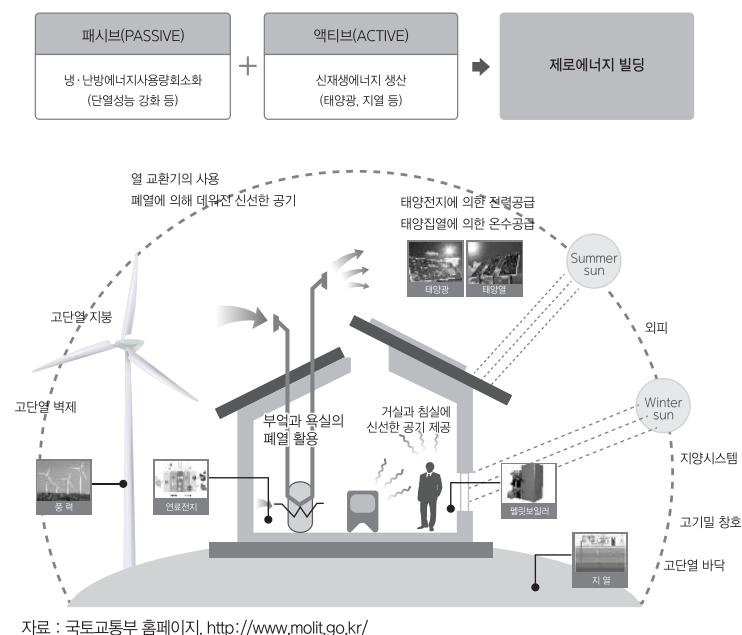 패시브(PASSIVE)
냉·난방에너지사용량회소화
(단열성능 강화 등)
+
액티브(ACTIVE)
신재생에너지 생산
(태양광, 지열 등)
제로에너지 빌딩
열 교환기의 사용
폐열에 의해 데워전 신선한 공기
태양전지에 의한 전력공급
태양집열에 의한 온수공급
태양광
태양열
Summer
sun
고단열 지붕
외피
고단열 벽제
Winter
sun
부엌과 욕실의
폐열 활용
거실과 침실에
신선한 공기 제공
지양시스템
풍 력
연료전지
펠릿보일러
고기밀 창호
지 열
고단열 바닥
자료 : 국토교통부 홈페이지, http://www.molit.go.kr/